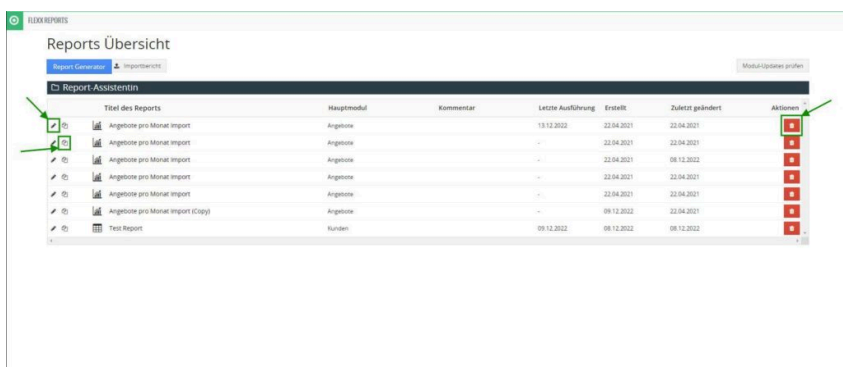 FLEXX REPORTS
Reports Übersicht
Report Generator Importbericht Modul-Updates prüfen
Report-Assistentin
Titel des Reports Hauptmodul Kommentar Letzte Ausführung Erstellt Zuletzt geändert Aktionen
Angebote pro Monat Import Angebote 13.12.2022 22.04.2021 22.04.2021
Angebote pro Monat Import Angebote - 22.04.2021 22.04.2021
Angebote pro Monat Import Angebote - 22.04.2021 08.12.2022
Angebote pro Monat Import Angebote - 22.04.2021 22.04.2021
Angebote pro Monat Import Angebote - 22.04.2021 22.04.2021
Angebote pro Monat Import (Copy) Angebote - 09.12.2022 22.04.2021
Test Report Kunden 09.12.2022 08.12.2022 08.12.2022